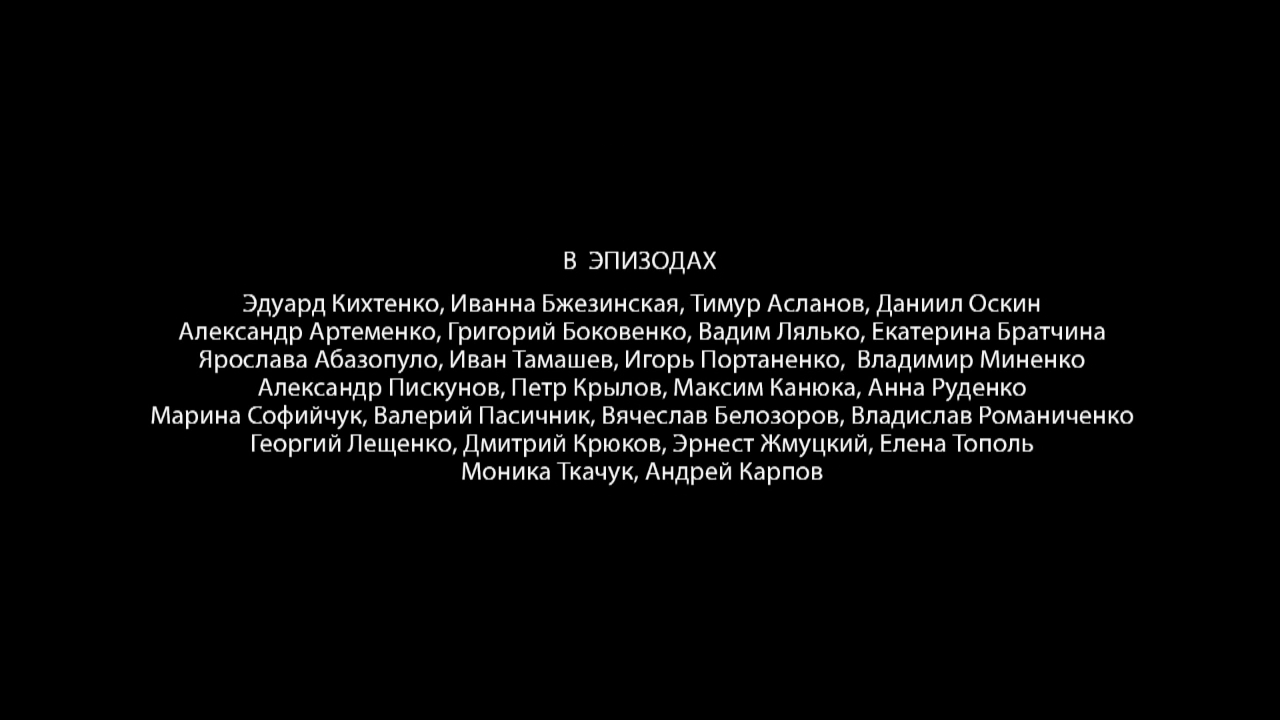 В ЭПИЗОДАХ
Эдуард Кихтенко, Иванна Бжезинская, Тимур Асланов, Даниил Оскин
Александр Артеменко, Григорий Боковенко, Вадим Лялько, Екатерина Братчина
Ярослава Абазопуло, Иван Тамашев, Игорь Портаненко, Владимир Миненко
Александр Пискунов, Петр Крылов, Максим Канюка, Анна Руденко
Марина Софийчук, Валерий Пасичник, Вячеслав Белозоров, Владислав Романиченко
Георгий Лещенко, Дмитрий Крюков, Эрнест Жмуцкий, Елена Тополь
Моника Ткачук, Андрей Карпов